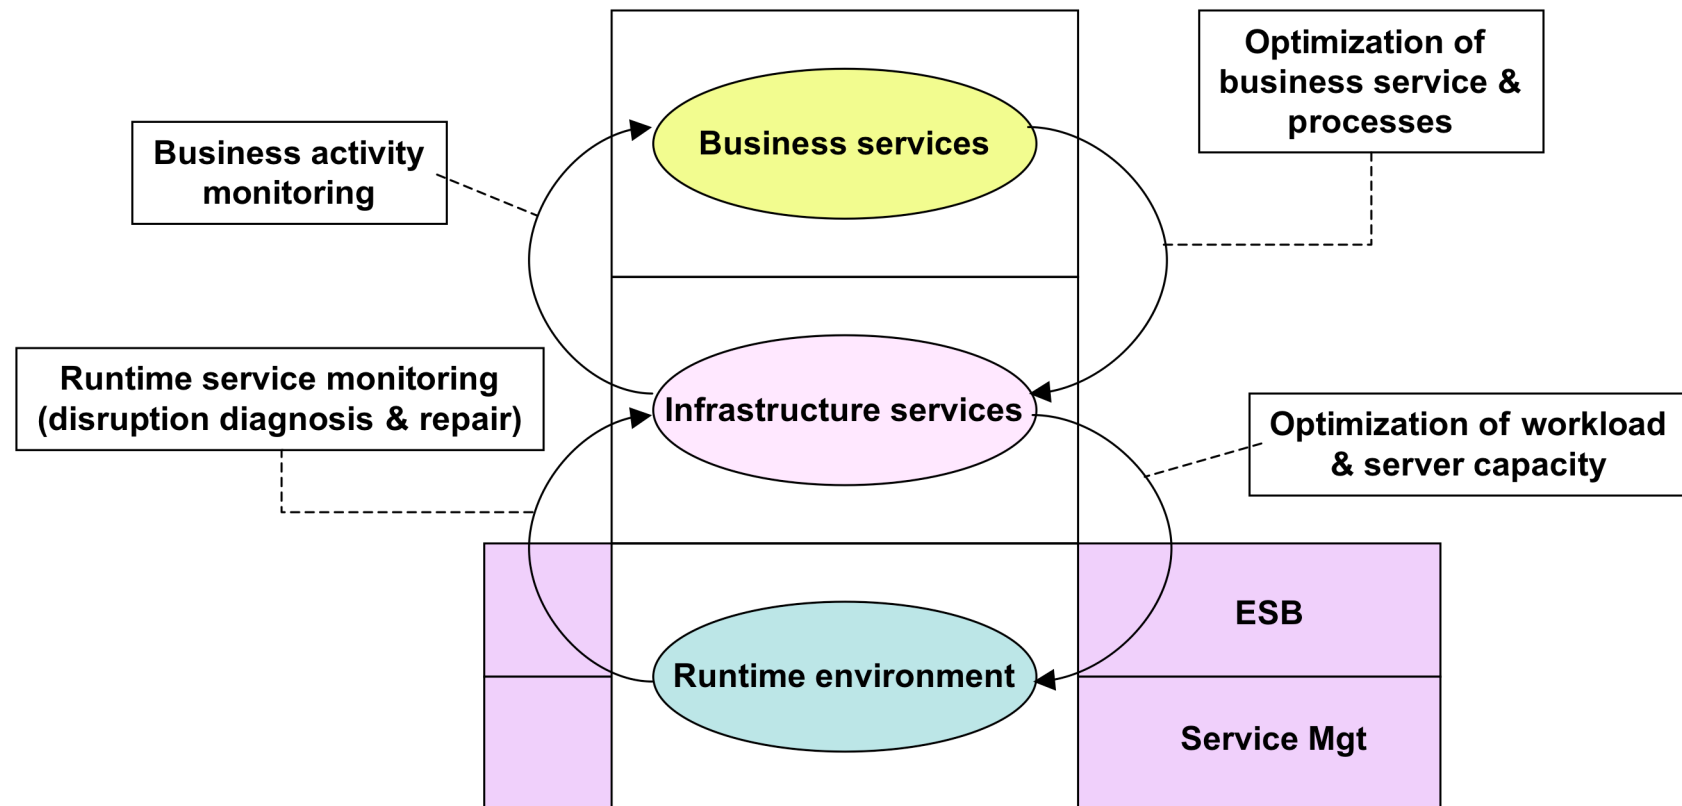 Optimization of
business service &
processes
Business services
Business activity
monitoring
Runtime service monitoring
(disruption diagnosis & repair)
Infrastructure services
Optimization of workload
& server capacity
ESB
Runtime environment
Service Mgt